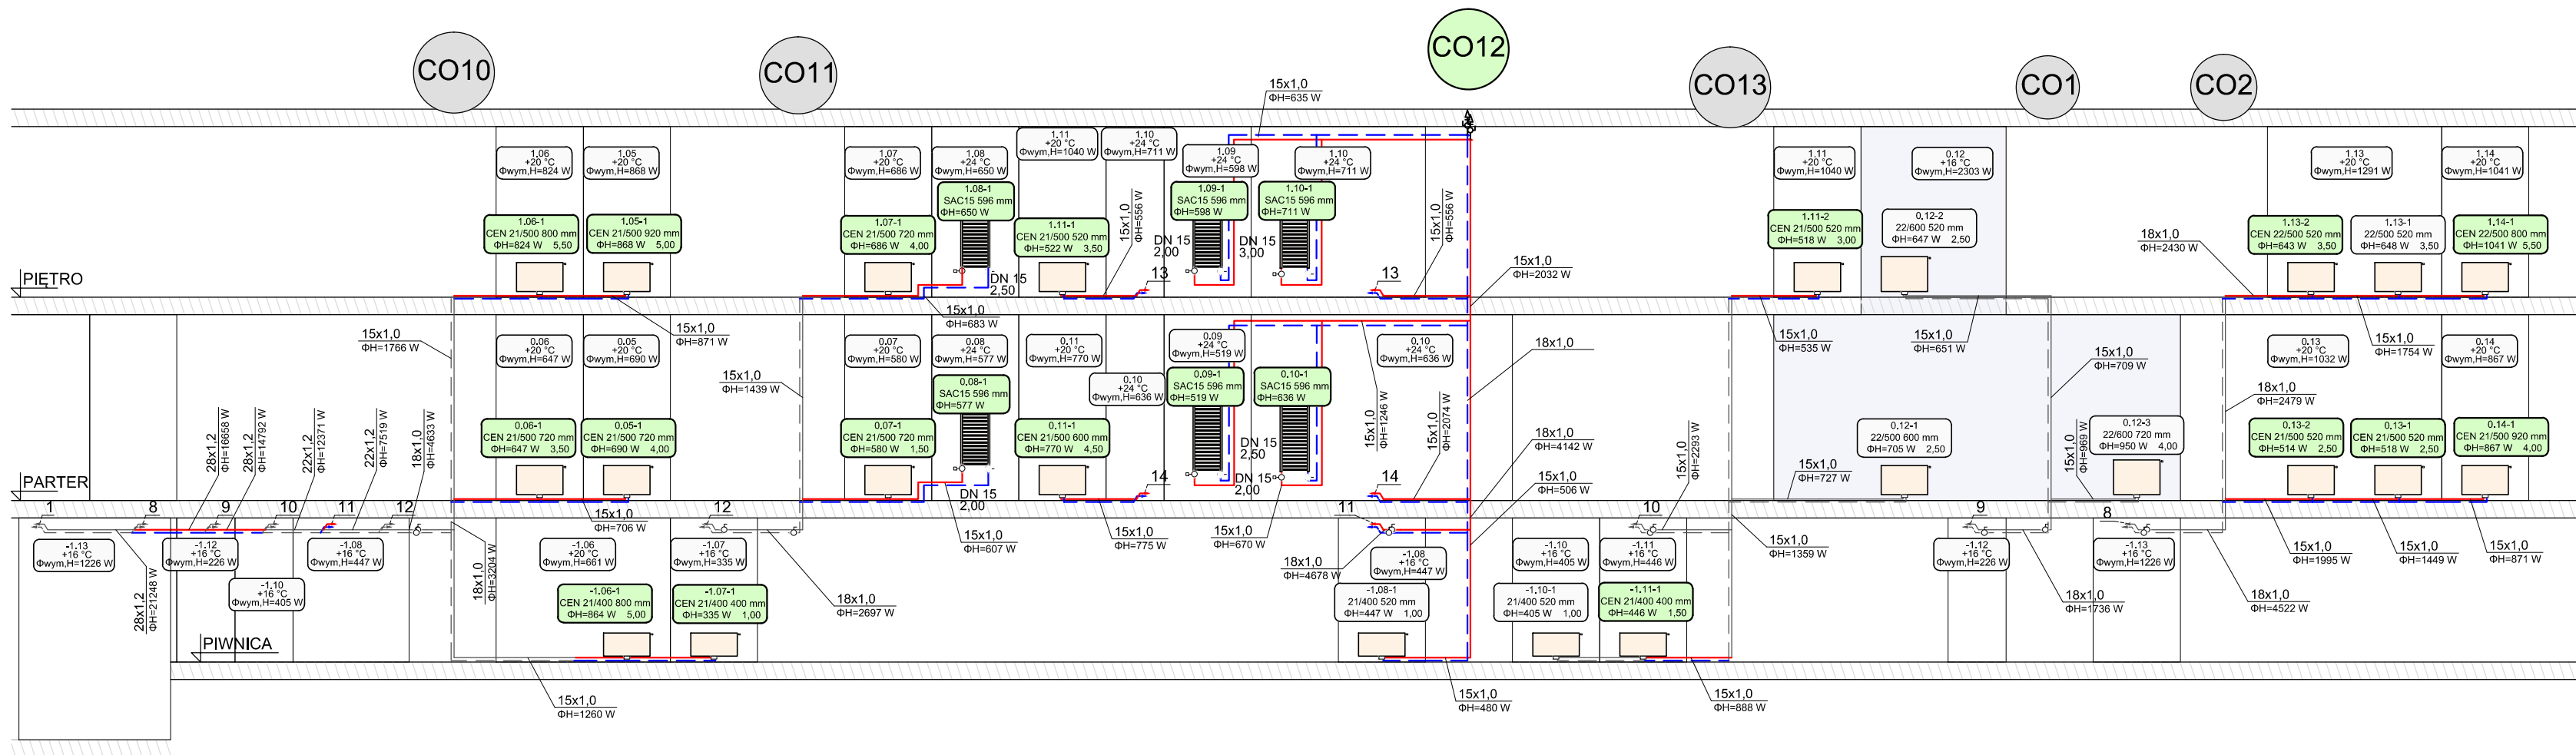 CO10
CO11
CO12
CO13
CO1
CO2
15x1,0
ΦH=635 W
1.06
+20 °C
Φwym,H=824 W
1.05
+20 °C
Φwym,H=868 W
1.07
+20 °C
Φwym,H=686 W
1.08
+24 °C
Φwym,H=650 W
1.11
+20 °C
Φwym,H=1040 W
1.10
+24 °C
Φwym,H=711 W
1.09
+24 °C
Φwym,H=598 W
1.10
+24 °C
Φwym,H=711 W
1.11
+20 °C
Φwym,H=1040 W
0.12
+16 °C
Φwym,H=2303 W
1.13
+20 °C
Φwym,H=1291 W
1.14
+20 °C
Φwym,H=1041 W
1.06-1
CEN 21/500 800 mm
ΦH=824 W 5,50
1.05-1
CEN 21/500 920 mm
ΦH=868 W 5,00
1.07-1
CEN 21/500 720 mm
ΦH=686 W 4,00
1.08-1
SAC15 596 mm
ΦH=650 W
1.11-1
CEN 21/500 520 mm
ΦH=522 W 3,50
15x1,0
ΦH=556 W
1.09-1
SAC15 596 mm
ΦH=598 W
1.10-1
SAC15 596 mm
ΦH=711 W
15x1,0
ΦH=556 W
1.11-2
CEN 21/500 520 mm
ΦH=518 W 3,00
0.12-2
22/600 520 mm
ΦH=647 W 2,50
18x1,0
ΦH=2430 W
1.13-2
CEN 22/500 520 mm
ΦH=643 W 3,50
1.13-1
22/500 520 mm
ΦH=648 W 3,50
1.14-1
CEN 22/500 800 mm
ΦH=1041 W 5,50
DN 15
2,50
DN 15
2,00
DN 15
3,00
13
13
15x1,0
ΦH=2032 W
PIĘTRO
15x1,0
ΦH=1766 W
15x1,0
ΦH=871 W
15x1,0
ΦH=683 W
15x1,0
ΦH=535 W
15x1,0
ΦH=651 W
15x1,0
ΦH=1754 W
0.06
+20 °C
Φwym,H=647 W
0.05
+20 °C
Φwym,H=690 W
15x1,0
ΦH=1439 W
0.07
+20 °C
Φwym,H=580 W
0.08
+24 °C
Φwym,H=577 W
0.11
+20 °C
Φwym,H=770 W
0.10
+24 °C
Φwym,H=636 W
0.09
+24 °C
Φwym,H=519 W
0.10
+24 °C
Φwym,H=636 W
18x1,0
15x1,0
ΦH=709 W
18x1,0
ΦH=2479 W
0.13
+20 °C
Φwym,H=1032 W
0.14
+20 °C
Φwym,H=867 W
28x1,2
ΦH=16658 W
28x1,2
ΦH=14792 W
22x1,2
ΦH=12371 W
22x1,2
ΦH=7519 W
18x1,0
ΦH=4633 W
0.06-1
CEN 21/500 720 mm
ΦH=647 W 3,50
0.05-1
CEN 21/500 720 mm
ΦH=690 W 4,00
0.07-1
CEN 21/500 720 mm
ΦH=580 W 1,50
0.08-1
SAC15 596 mm
ΦH=577 W
0.11-1
CEN 21/500 600 mm
ΦH=770 W 4,50
0.09-1
SAC15 596 mm
ΦH=519 W
0.10-1
SAC15 596 mm
ΦH=636 W
15x1,0
ΦH=1246 W
15x1,0
ΦH=2074 W
18x1,0
ΦH=4142 W
15x1,0
ΦH=506 W
15x1,0
ΦH=2293 W
15x1,0
ΦH=727 W
0.12-1
22/500 600 mm
ΦH=705 W 2,50
15x1,0
ΦH=969 W
0.12-3
22/600 720 mm
ΦH=950 W 4,00
0.13-2
CEN 21/500 520 mm
ΦH=514 W 2,50
0.13-1
CEN 21/500 520 mm
ΦH=518 W 2,50
0.14-1
CEN 21/500 920 mm
ΦH=867 W 4,00
DN 15
2,00
DN 15
2,50
DN 15
2,00
14
14
PARTER
1
8
9
10
11
12
15x1,0
ΦH=706 W
12
15x1,0
ΦH=607 W
15x1,0
ΦH=775 W
15x1,0
ΦH=670 W
11
10
15x1,0
ΦH=1359 W
9
8
15x1,0
ΦH=1995 W
15x1,0
ΦH=1449 W
15x1,0
ΦH=871 W
-1.13
+16 °C
Φwym,H=1226 W
28x1,2
ΦH=21248 W
-1.12
+16 °C
Φwym,H=226 W
-1.10
+16 °C
Φwym,H=405 W
-1.08
+16 °C
Φwym,H=447 W
18x1,0
ΦH=3204 W
-1.06
+20 °C
Φwym,H=661 W
-1.07
+16 °C
Φwym,H=335 W
-1.06-1
CEN 21/400 800 mm
ΦH=864 W 5,00
-1.07-1
CEN 21/400 400 mm
ΦH=335 W 1,00
18x1,0
ΦH=2697 W
18x1,0
ΦH=4678 W
-1.08
+16 °C
Φwym,H=447 W
-1.08-1
21/400 520 mm
ΦH=447 W 1,00
-1.10
+16 °C
Φwym,H=405 W
-1.11
+16 °C
Φwym,H=446 W
-1.10-1
21/400 520 mm
ΦH=405 W 1,00
-1.11-1
CEN 21/400 400 mm
ΦH=446 W 1,50
-1.12
+16 °C
Φwym,H=226 W
-1.13
+16 °C
Φwym,H=1226 W
18x1,0
ΦH=1736 W
18x1,0
ΦH=4522 W
PIWNICA
15x1,0
ΦH=1260 W
15x1,0
ΦH=480 W
15x1,0
ΦH=888 W